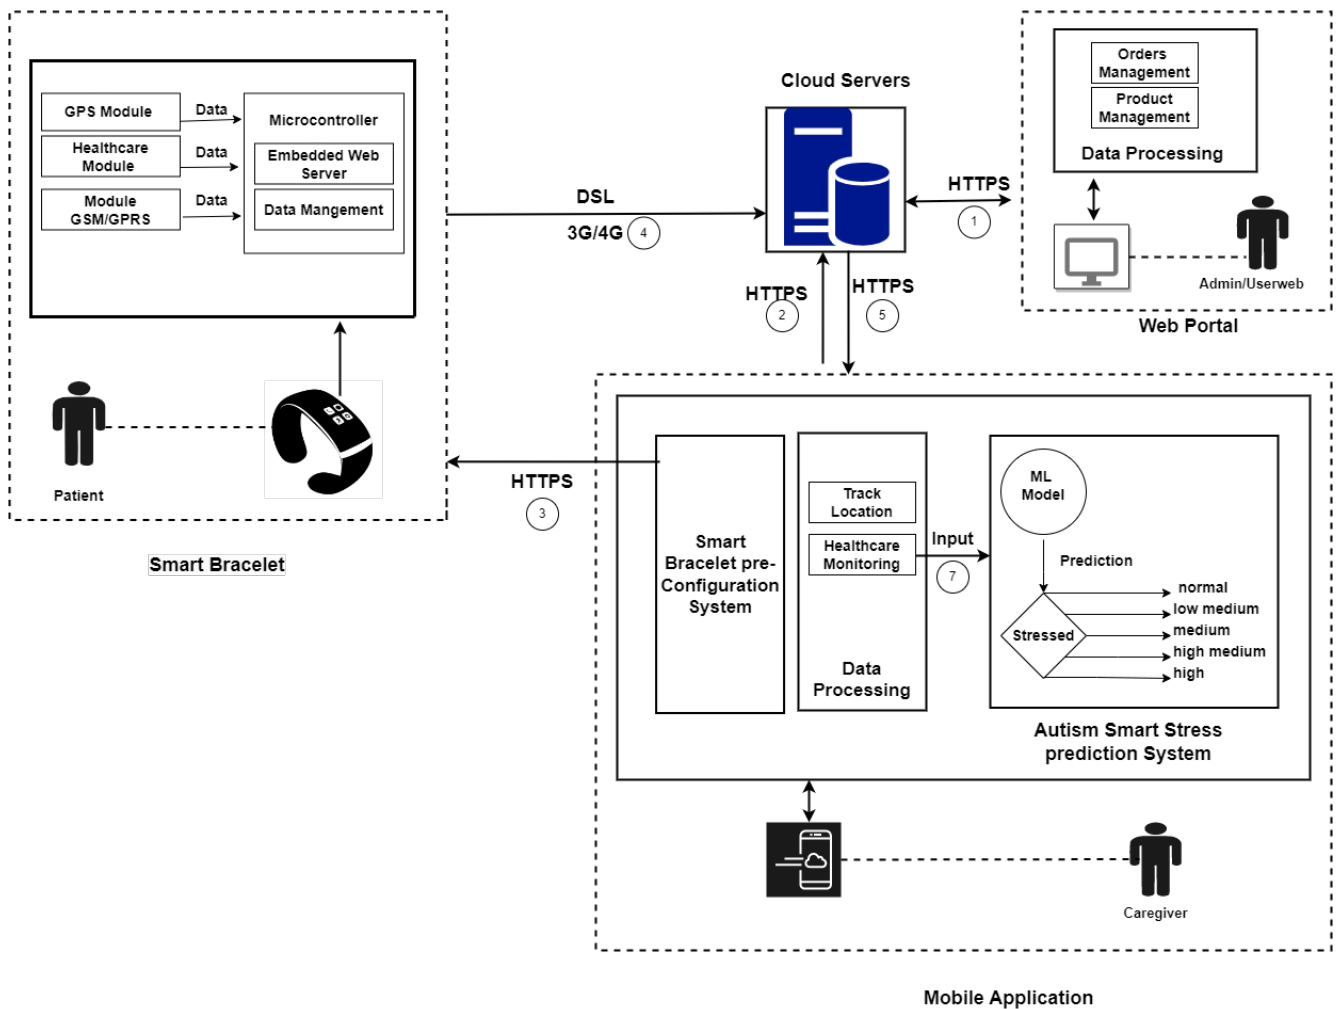 GPS Module
Data
Healthcare
Module
Data
Module
GSM/GPRS
Data
Microcontroller
Embedded Web
Server
Data Mangement
Patient
Smart Bracelet
DSL
3G/4G
4
Cloud Servers
HTTPS
1
HTTPS
2
HTTPS
5
Orders
Management
Product
Management
Data Processing
Admin/Userweb
Web Portal
HTTPS
3
Smart
Bracelet pre-
Configuration
System
Track
Location
Healthcare
Monitoring
Data
Processing
Input
7
ML
Model
Prediction
Stressed
normal
low medium
medium
high medium
high
Autism Smart Stress
prediction System
Caregiver
Mobile Application